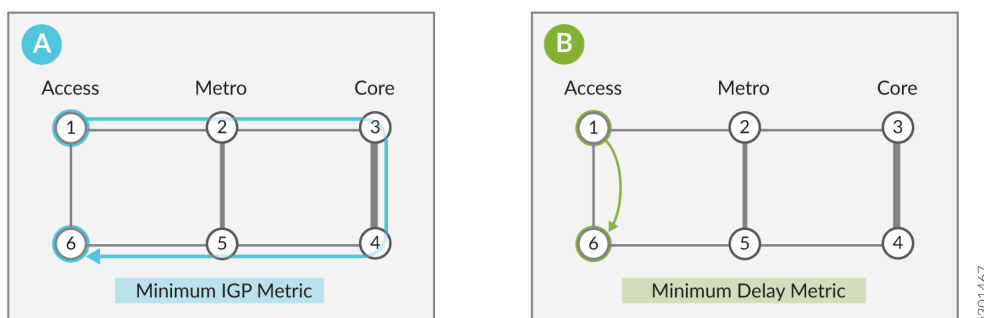 A
Access Metro Core
1 2 3
6 5 4
Minimum IGP Metric
B
Access Metro Core
1 2 3
6 5 4
Minimum Delay Metric